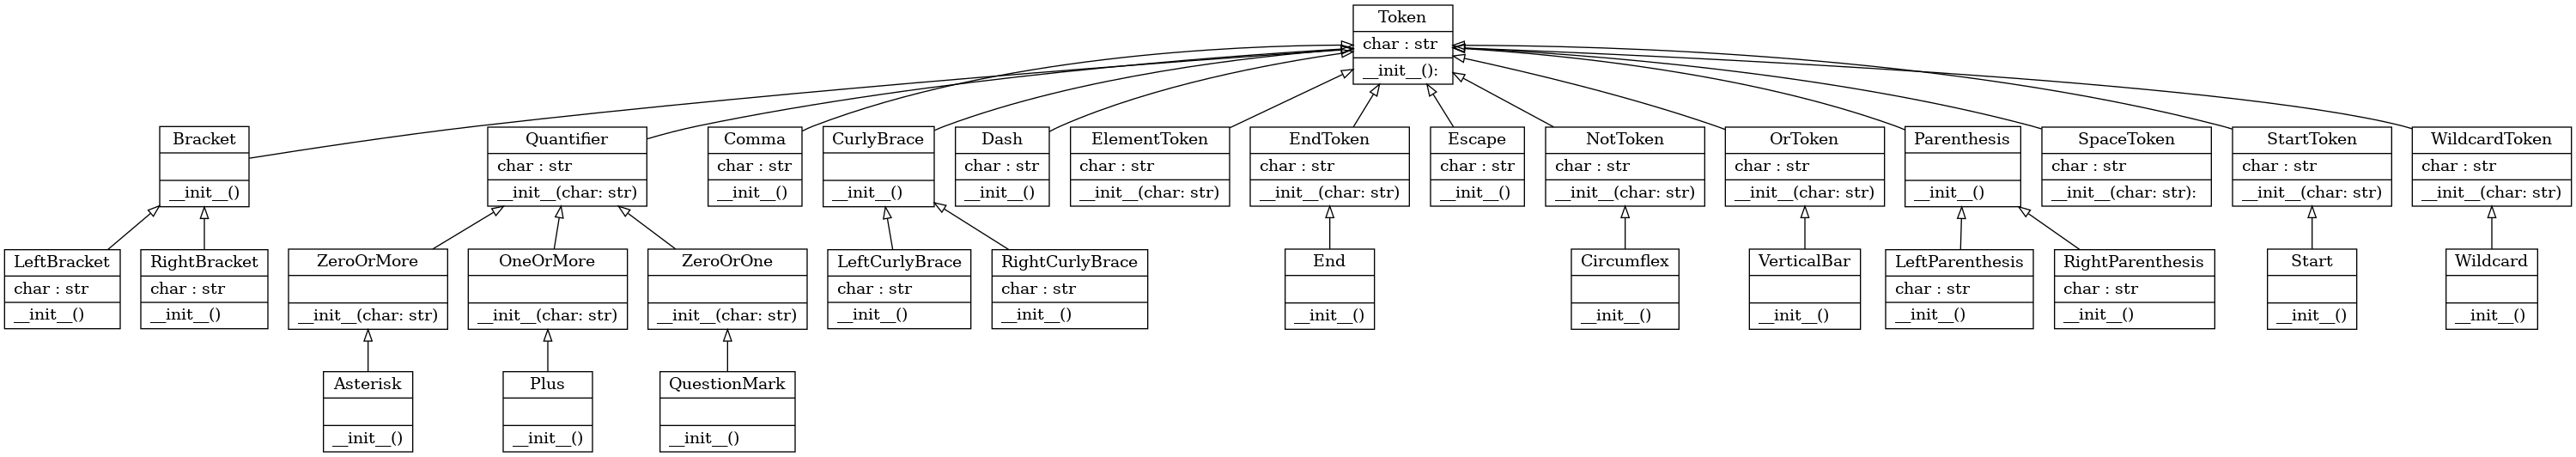 Token
char : str
__init__():
Bracket
__init__()
Quantifier
char : str
__init__(char: str)
Comma
char : str
__init__()
CurlyBrace
__init__()
Dash
char : str
__init__()
ElementToken
char : str
__init__(char: str)
EndToken
char : str
__init__(char: str)
Escape
char : str
__init__()
NotToken
char : str
__init__(char: str)
OrToken
char : str
__init__(char: str)
Parenthesis
__init__()
SpaceToken
char : str
__init__(char: str):
StartToken
char : str
__init__(char: str)
WildcardToken
char : str
__init__(char: str)
LeftBracket
char : str
__init__()
RightBracket
char : str
__init__()
ZeroOrMore
__init__(char: str)
OneOrMore
__init__(char: str)
ZeroOrOne
__init__(char: str)
LeftCurlyBrace
char : str
__init__()
RightCurlyBrace
char : str
__init__()
End
__init__()
Circumflex
__init__()
VerticalBar
__init__()
LeftParenthesis
char : str
__init__()
RightParenthesis
char : str
__init__()
Start
__init__()
Wildcard
__init__()
Asterisk
__init__()
Plus
__init__()
QuestionMark
__init__()